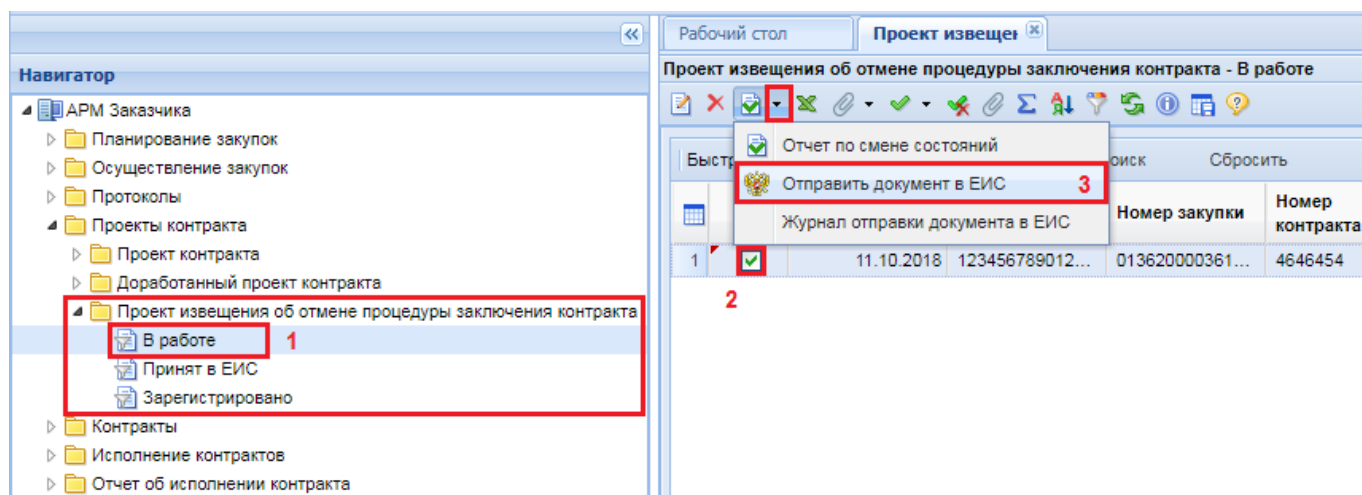 Навигатор
АРМ Заказчика
Планирование закупок
Осуществление закупок
Протоколы
Проекты контракта
Проект контракта
Доработанный проект контракта
Проект извещения об отмене процедуры заключения контракта
В работе 1
Принят в ЕИС
Зарегистрировано
Контракты
Исполнение контрактов
Отчет об исполнении контракта
Рабочий стол Проект извещен
Проект извещения об отмене процедуры заключения контракта - В работе
Отчет по смене состояний
Отправить документ в ЕИС 3
Журнал отправки документа в ЕИС
Быстр оиск Сбросить
Номер закупки Номер контракта
1 11.10.2018 123456789012... 013620000361... 4646454
2